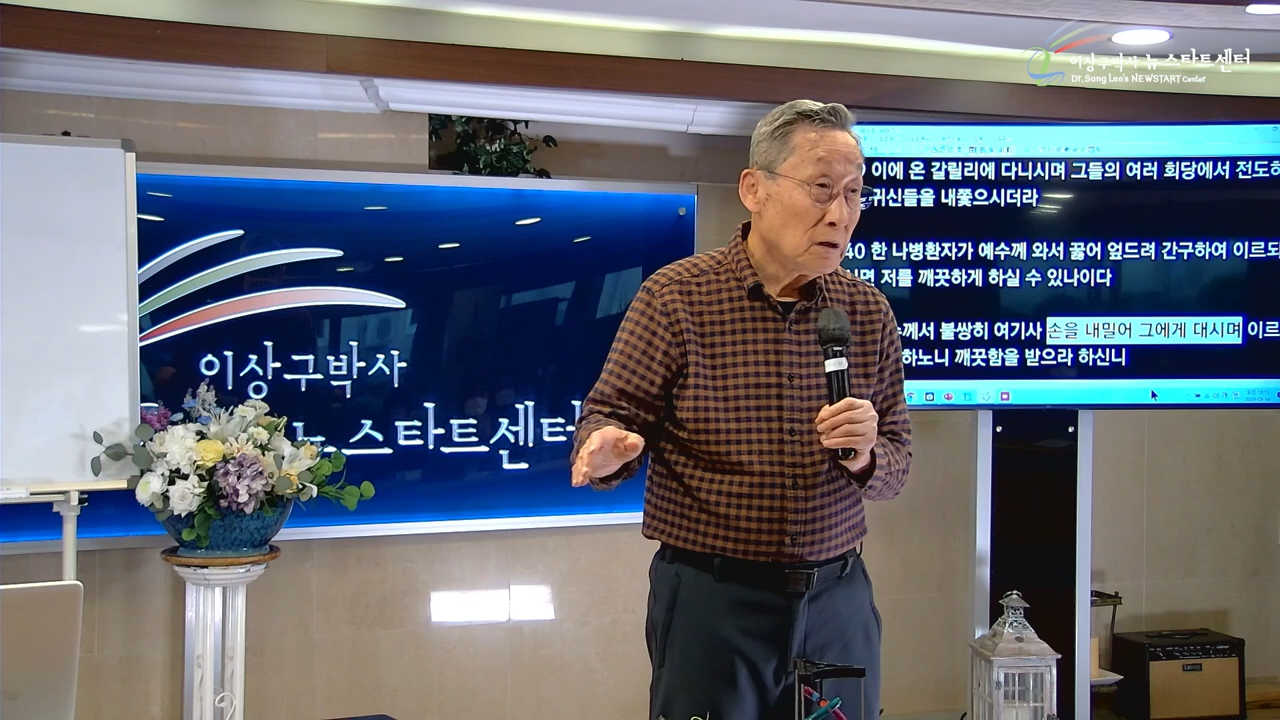 이상구박사 뉴스타트센터
Dr. Sang Lee's NEWSTART Center
이에 온 갈릴리에 다니시며 그들의 여러 회당에서 전도하
귀신들을 내쫓으시더라
40 한 나병환자가 예수께 와서 꿇어 엎드려 간구하여 이르되
저를 깨끗하게 하실 수 있나이다
불쌍히 여기사 손을 내밀어 그에게 대시며 이르
하노니 깨끗함을 받으라 하신니
이상구박사
뉴스타트센터
Laney